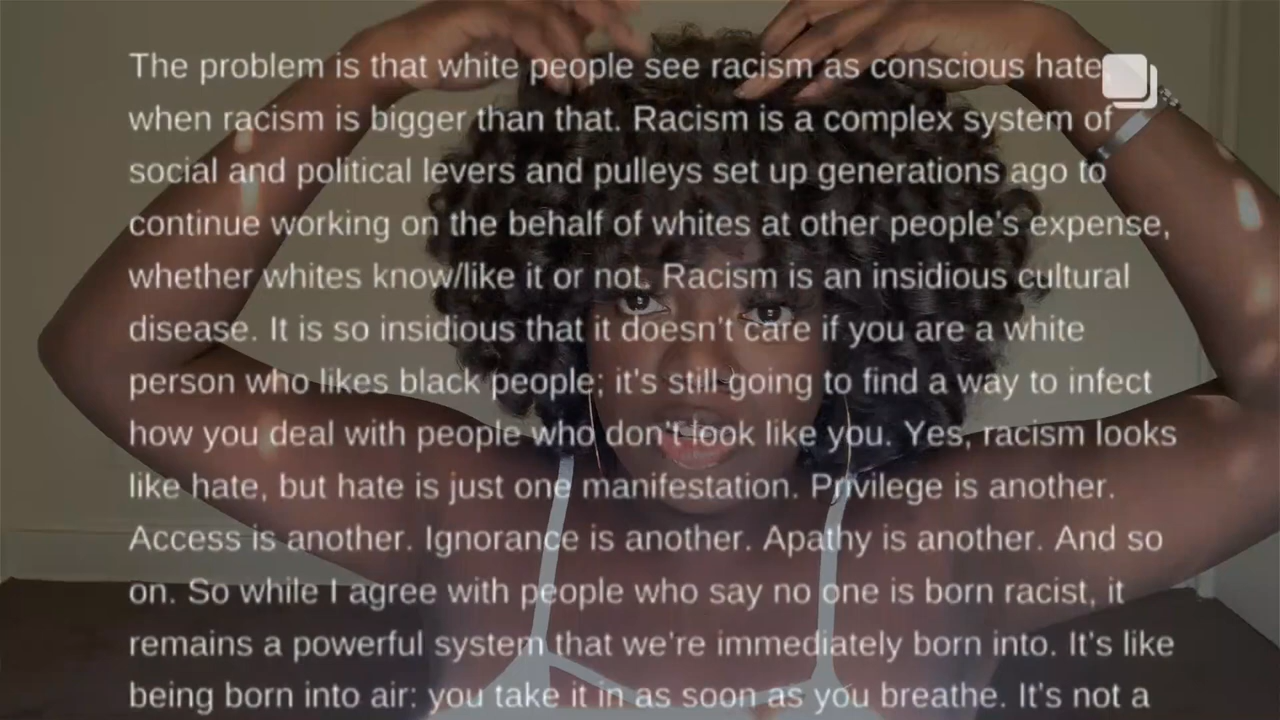 The problem is that white people see racism as conscious hate,
when racism is bigger than that. Racism is a complex system of
social and political levers and pulleys set up generations ago to
continue working on the behalf of whites at other people's expense,
whether whites know/like it or not. Racism is an insidious cultural
disease. It is so insidious that it doesn't care if you are a white
person who likes black people; it's still going to find a way to infect
how you deal with people who don't look like you. Yes, racism looks
like hate, but hate is just one manifestation. Privilege is another.
Access is another. Ignorance is another. Apathy is another. And so
on. So while I agree with people who say no one is born racist, it
remains a powerful system that we're immediately born into. It's like
being born into air: you take it in as soon as you breathe. It's not a